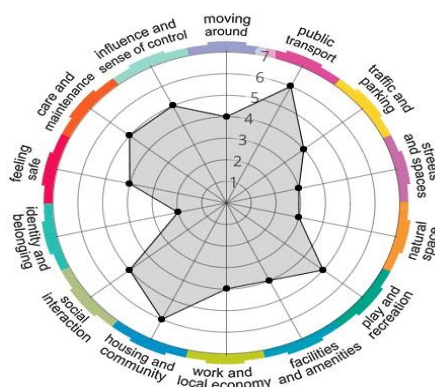 moving
around
public
transport
traffic and
parking
streets
and spaces
natural
space
play and
recreation
facilities
and amenities
work and
local economy
housing and
community
social
interaction
identity and
belonging
feeling
safe
care and
maintenance
influence and
sense of control
7
6
5
4
3
2
1